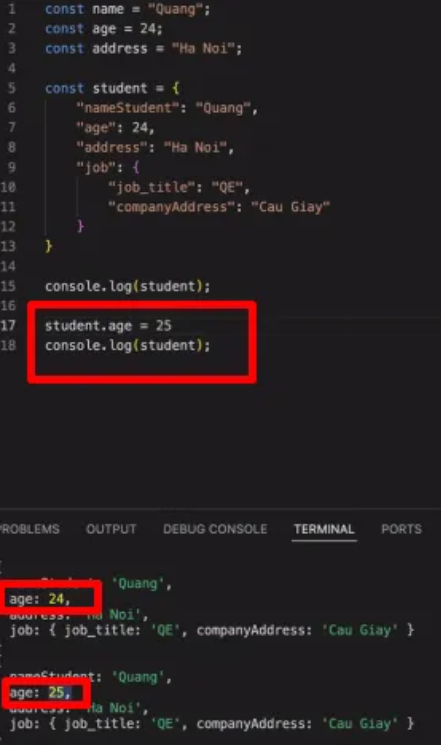 1 const name = "Quang";
2 const age = 24;
3 const address = "Ha Noi";
4
5 const student = {
6 "nameStudent": "Quang",
7 "age": 24,
8 "address": "Ha Noi",
9 "job": {
10 "job_title": "QE",
11 "companyAddress": "Cau Giay"
12 }
13 }
14
15 console.log(student);
16
17 student.age = 25
18 console.log(student);
PROBLEMS OUTPUT DEBUG CONSOLE TERMINAL PORTS
{
'Quang',
age: 24,
address: 'Ha Noi',
job: { job_title: 'QE', companyAddress: 'Cau Giay' }
{
nameStudent: 'Quang',
age: 25,
address: 'Ha Noi',
job: { job_title: 'QE', companyAddress: 'Cau Giay' }